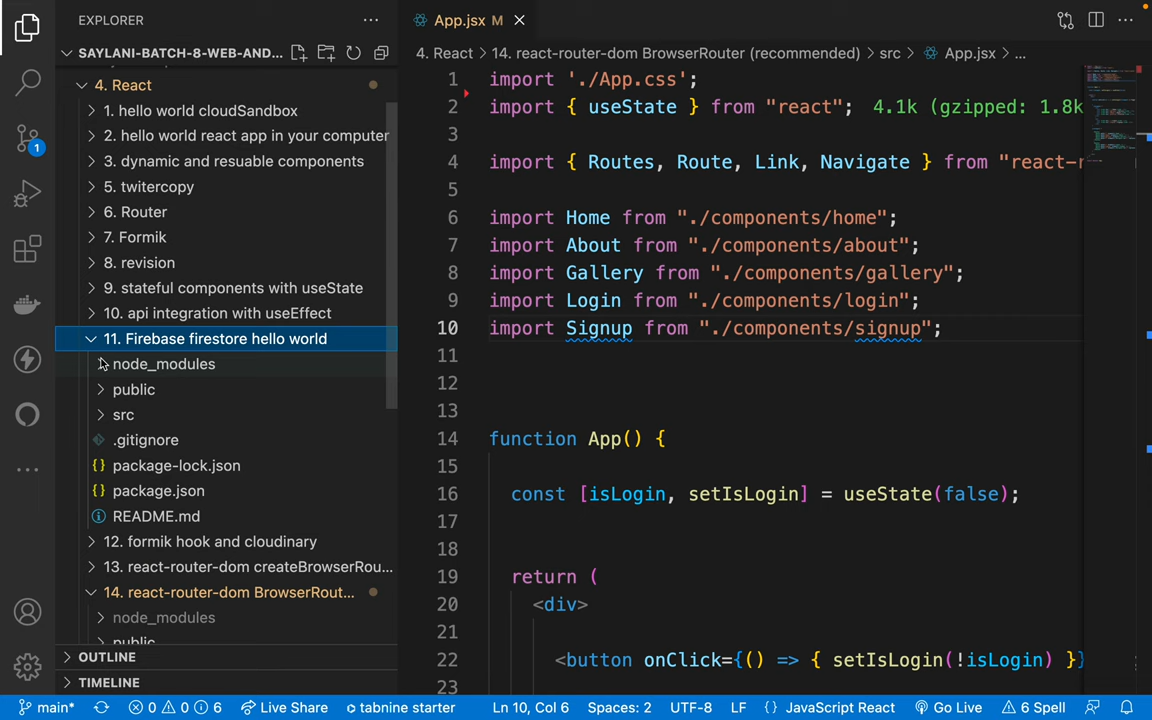 EXPLORER
SAYLANI-BATCH-8-WEB-AND...
4. React
1. hello world cloudSandbox
2. hello world react app in your computer
3. dynamic and resuable components
5. twitercopy
6. Router
7. Formik
8. revision
9. stateful components with useState
10. api integration with useEffect
11. Firebase firestore hello world
node_modules
public
src
.gitignore
package-lock.json
package.json
README.md
12. formik hook and cloudinary
13. react-router-dom createBrowserRou...
14. react-router-dom BrowserRout...
node_modules
public
OUTLINE
TIMELINE
App.jsx M
4. React > 14. react-router-dom BrowserRouter (recommended) > src > App.jsx > ...
1 import './App.css';
2 import { useState } from "react"; 4.1k (gzipped: 1.8k
3
4 import { Routes, Route, Link, Navigate } from "react-r
5
6 import Home from "./components/home";
7 import About from "./components/about";
8 import Gallery from "./components/gallery";
9 import Login from "./components/login";
10 import Signup from "./components/signup";
11
12
13
14 function App() {
15
16 const [isLogin, setIsLogin] = useState(false);
17
18
19 return (
20 <div>
21
22 <button onClick={() => { setIsLogin(!isLogin) }}
23
1
main* 0 0 6 Live Share tabnine starter Ln 10, Col 6 Spaces: 2 UTF-8 LF {} JavaScript React Go Live 6 Spell